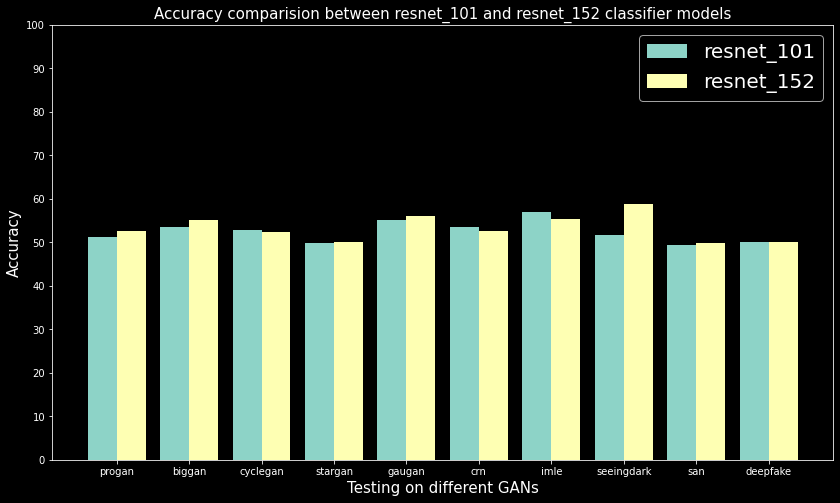 Accuracy comparision between resnet_101 and resnet_152 classifier models
resnet_101
resnet_152
100
90
80
70
60
50
40
30
20
10
0
Accuracy
progan biggan cyclegan stargan gaugan crn imle seeingdark san deepfake
Testing on different GANs